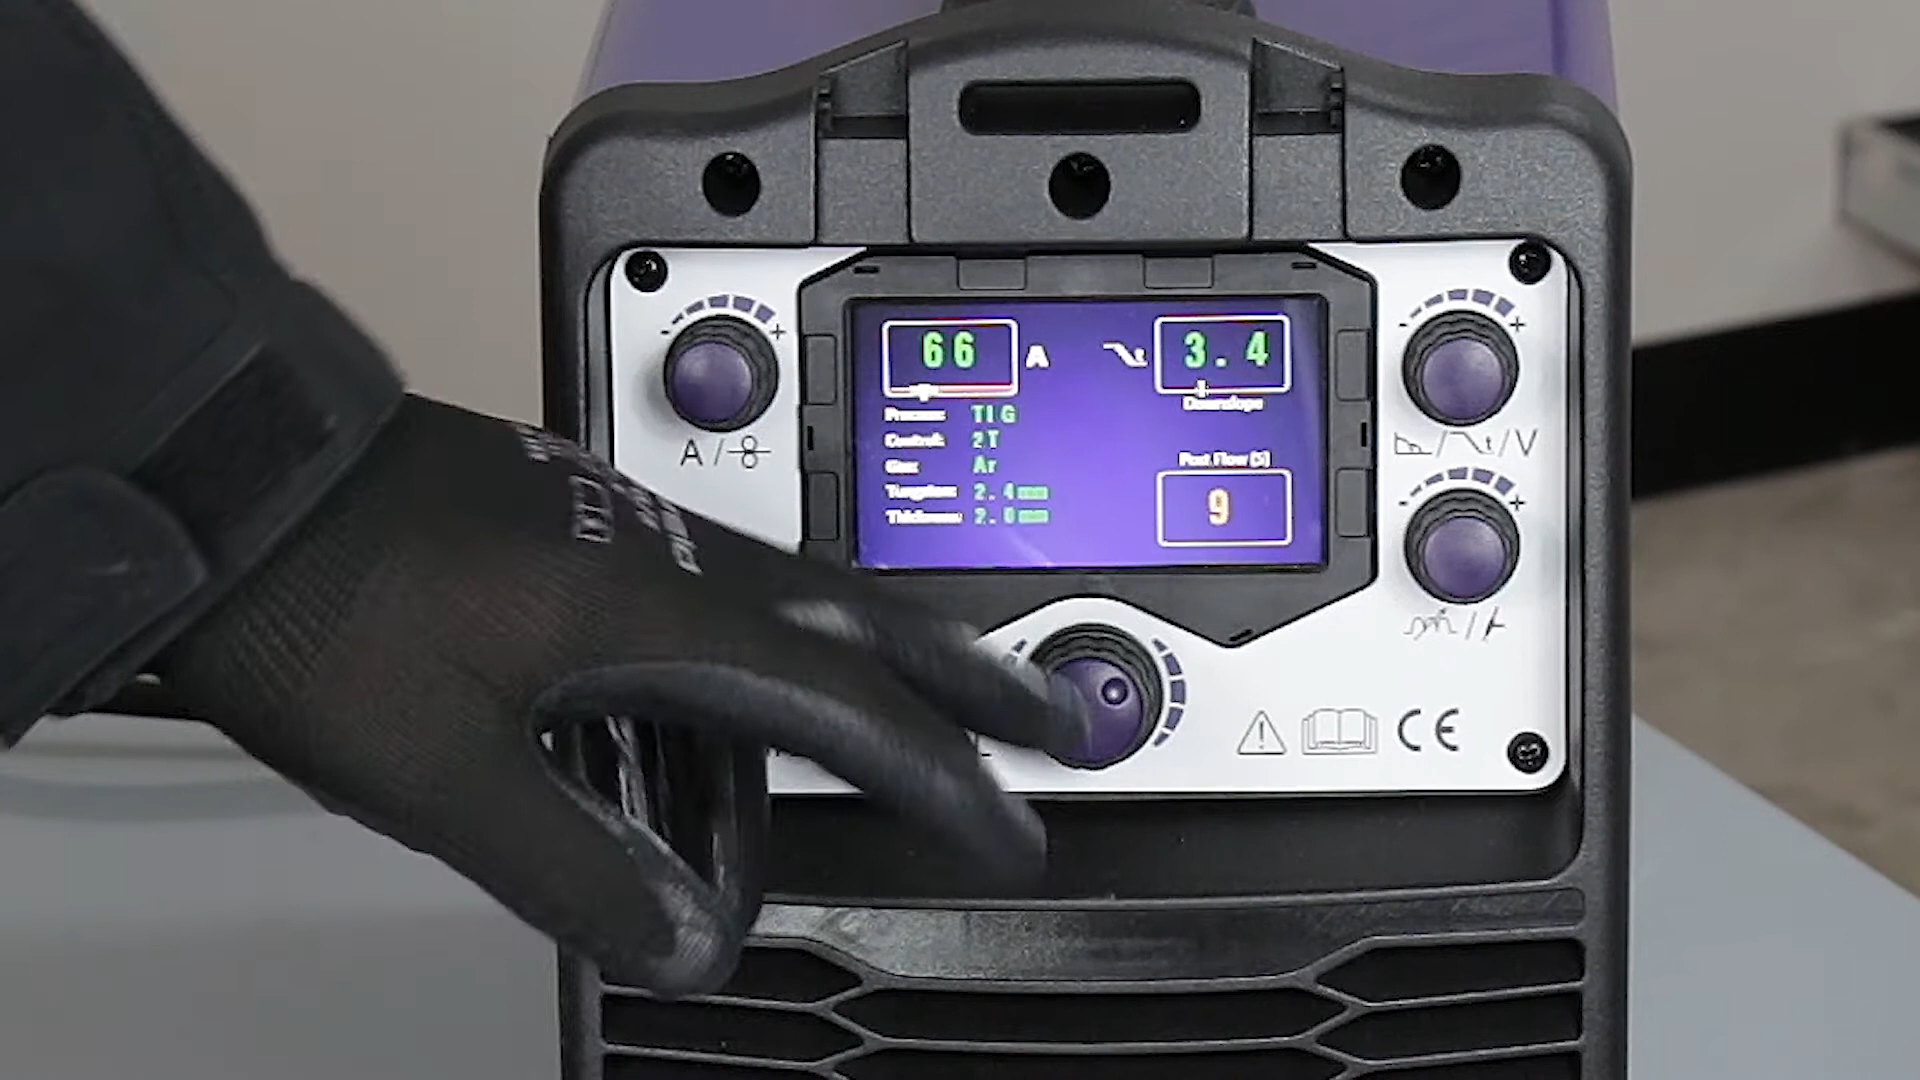 66 A
3.4
Downslope
Process: TIG
Control: 2T
Gas: Ar
Tungsten: 2.4mm
Thickness: 2.0mm
Post Flow (S)
9
- +
- +
- +
A /
/ t / V
/
CE